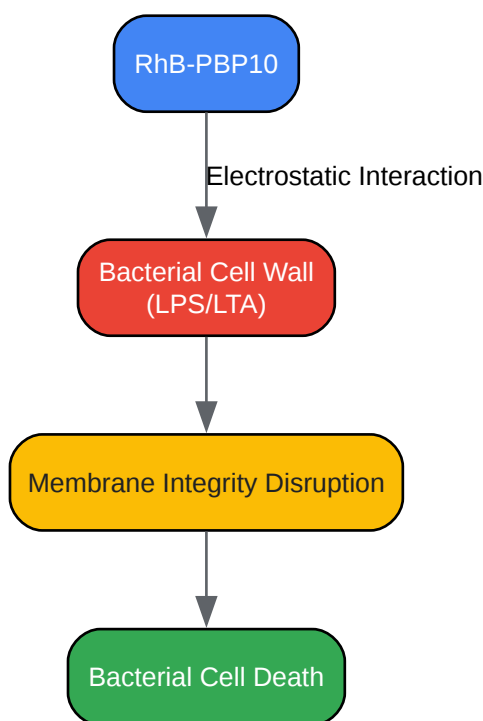 RhB-PBP10
Electrostatic Interaction
Bacterial Cell Wall
(LPS/LTA)
Membrane Integrity Disruption
Bacterial Cell Death